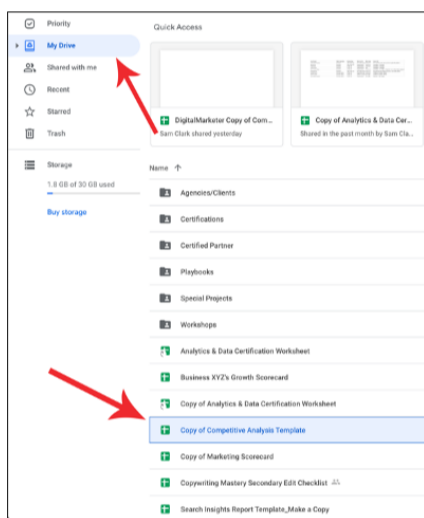 Priority
My Drive
Shared with me
Recent
Starred
Trash
Storage
1.8 GB of 30 GB used
Buy storage
Quick Access
DigitalMarketer Copy of Com...
Sam Clark shared yesterday
Copy of Analytics & Data Cer...
Shared in the past month by Sam Cla...
Name
Agencies/Clients
Certifications
Certified Partner
Playbooks
Special Projects
Workshops
Analytics & Data Certification Worksheet
Business XYZ's Growth Scorecard
Copy of Analytics & Data Certification Worksheet
Copy of Competitive Analysis Template
Copy of Marketing Scorecard
Copywriting Mastery Secondary Edit Checklist
Search Insights Report Template_Make a Copy